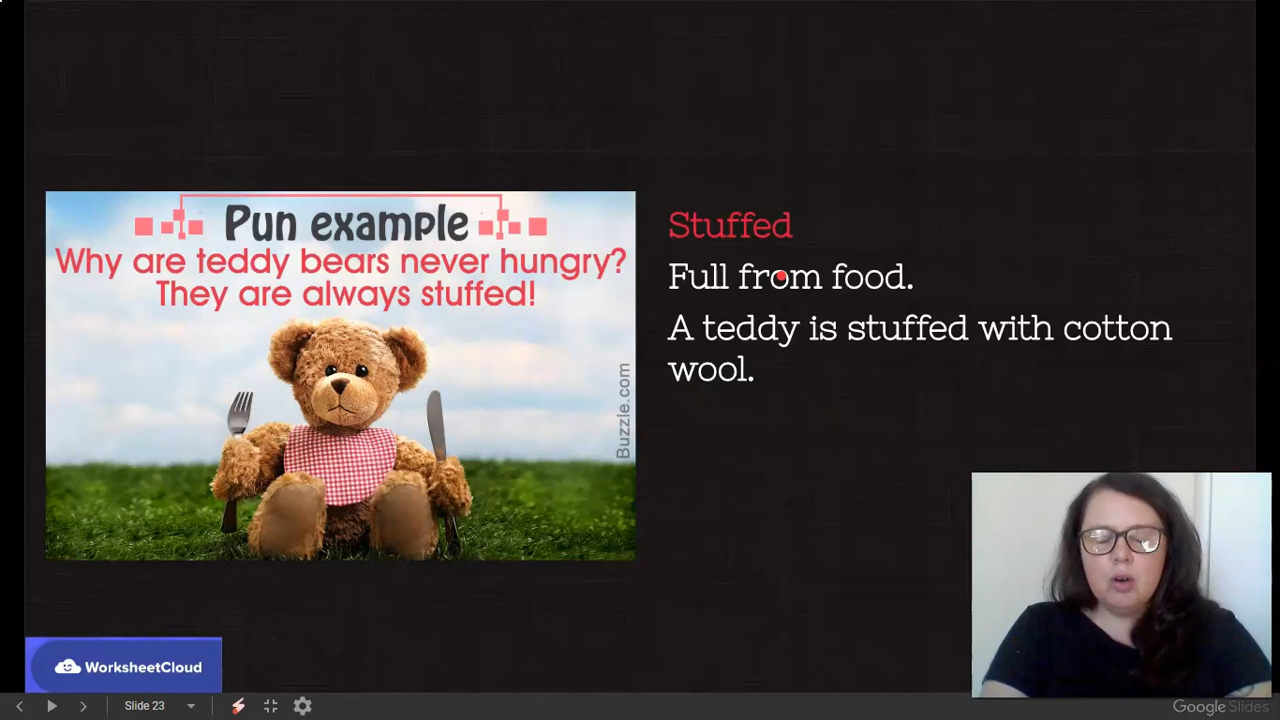 Pun example
Why are teddy bears never hungry?
They are always stuffed!
Buzzle.com
Stuffed
Full from food.
A teddy is stuffed with cotton
wool.
WorksheetCloud
Slide 23
Google Slides